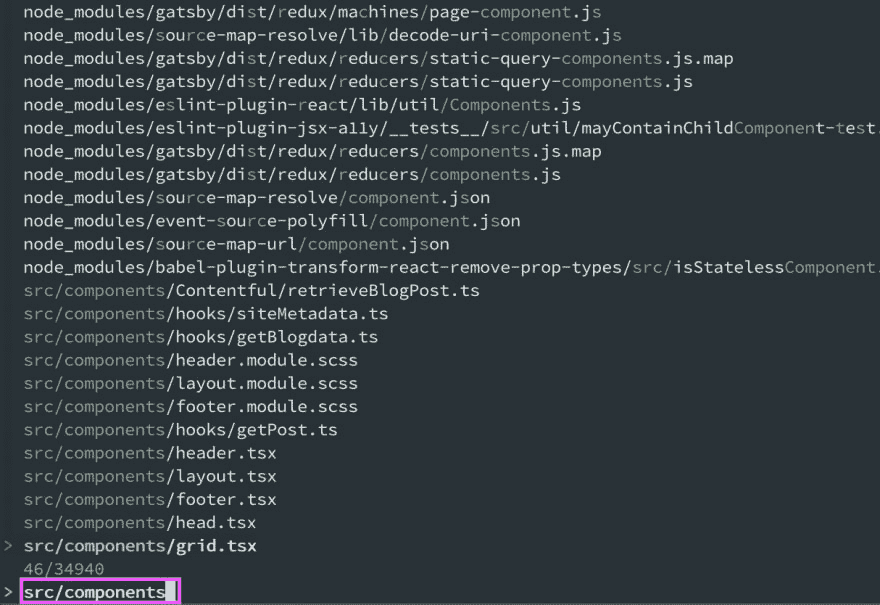 node_modules/gatsby/dist/redux/machines/page-component.js
node_modules/source-map-resolve/lib/decode-uri-component.js
node_modules/gatsby/dist/redux/reducers/static-query-components.js.map
node_modules/gatsby/dist/redux/reducers/static-query-components.js
node_modules/eslint-plugin-react/lib/util/Components.js
node_modules/eslint-plugin-jsx-a11y/__tests__/src/util/mayContainChildComponent-test.
node_modules/gatsby/dist/redux/reducers/components.js.map
node_modules/gatsby/dist/redux/reducers/components.js
node_modules/source-map-resolve/component.json
node_modules/event-source-polyfill/component.json
node_modules/source-map-url/component.json
node_modules/babel-plugin-transform-react-remove-prop-types/src/isStatelessComponent.
src/components/Contentful/retrieveBlogPost.ts
src/components/hooks/siteMetadata.ts
src/components/hooks/getBlogdata.ts
src/components/header.module.scss
src/components/layout.module.scss
src/components/footer.module.scss
src/components/hooks/getPost.ts
src/components/header.tsx
src/components/layout.tsx
src/components/footer.tsx
src/components/head.tsx
> src/components/grid.tsx
46/34940
> src/components